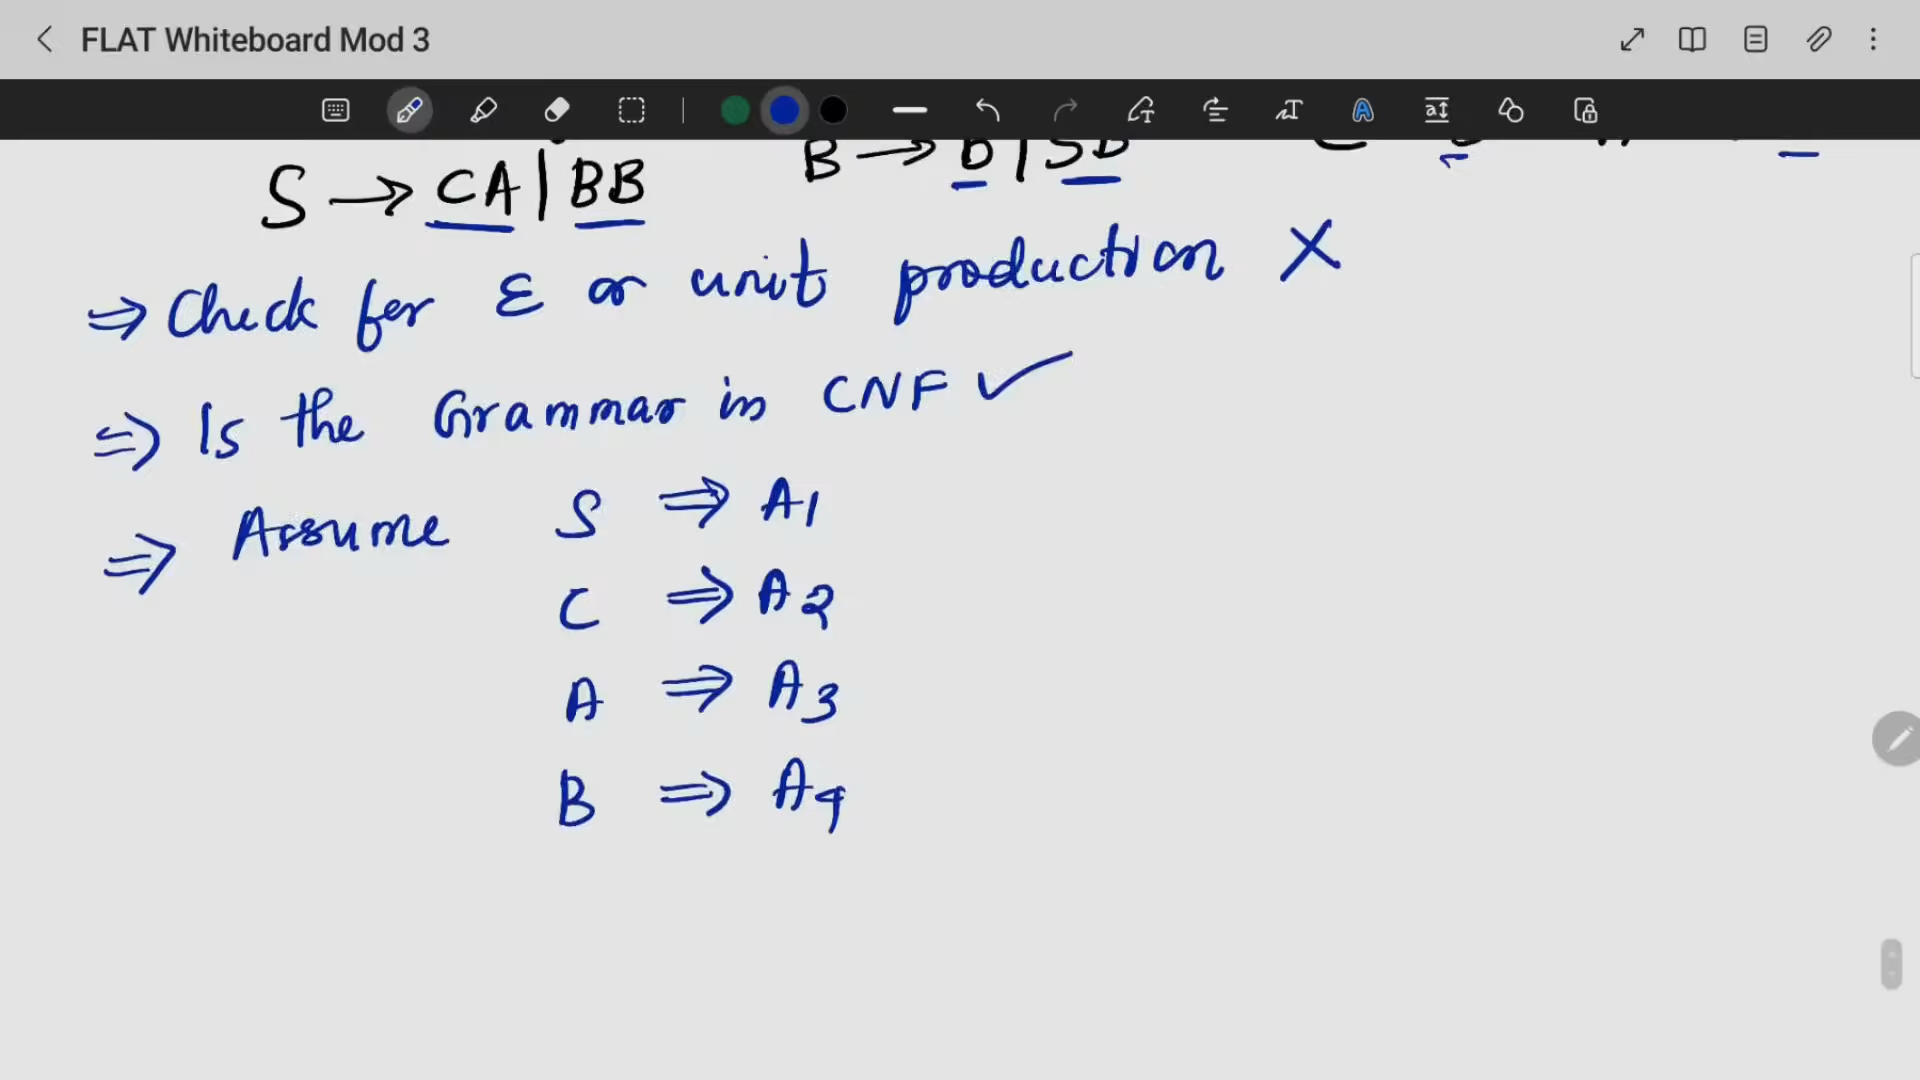 FLAT Whiteboard Mod 3
S → CA | BB B → b | SB
⇒ Check for ε or unit production X
⇒ Is the Grammar in CNF ✓
⇒ Assume S ⇒ A1
C ⇒ A2
A ⇒ A3
B ⇒ A4